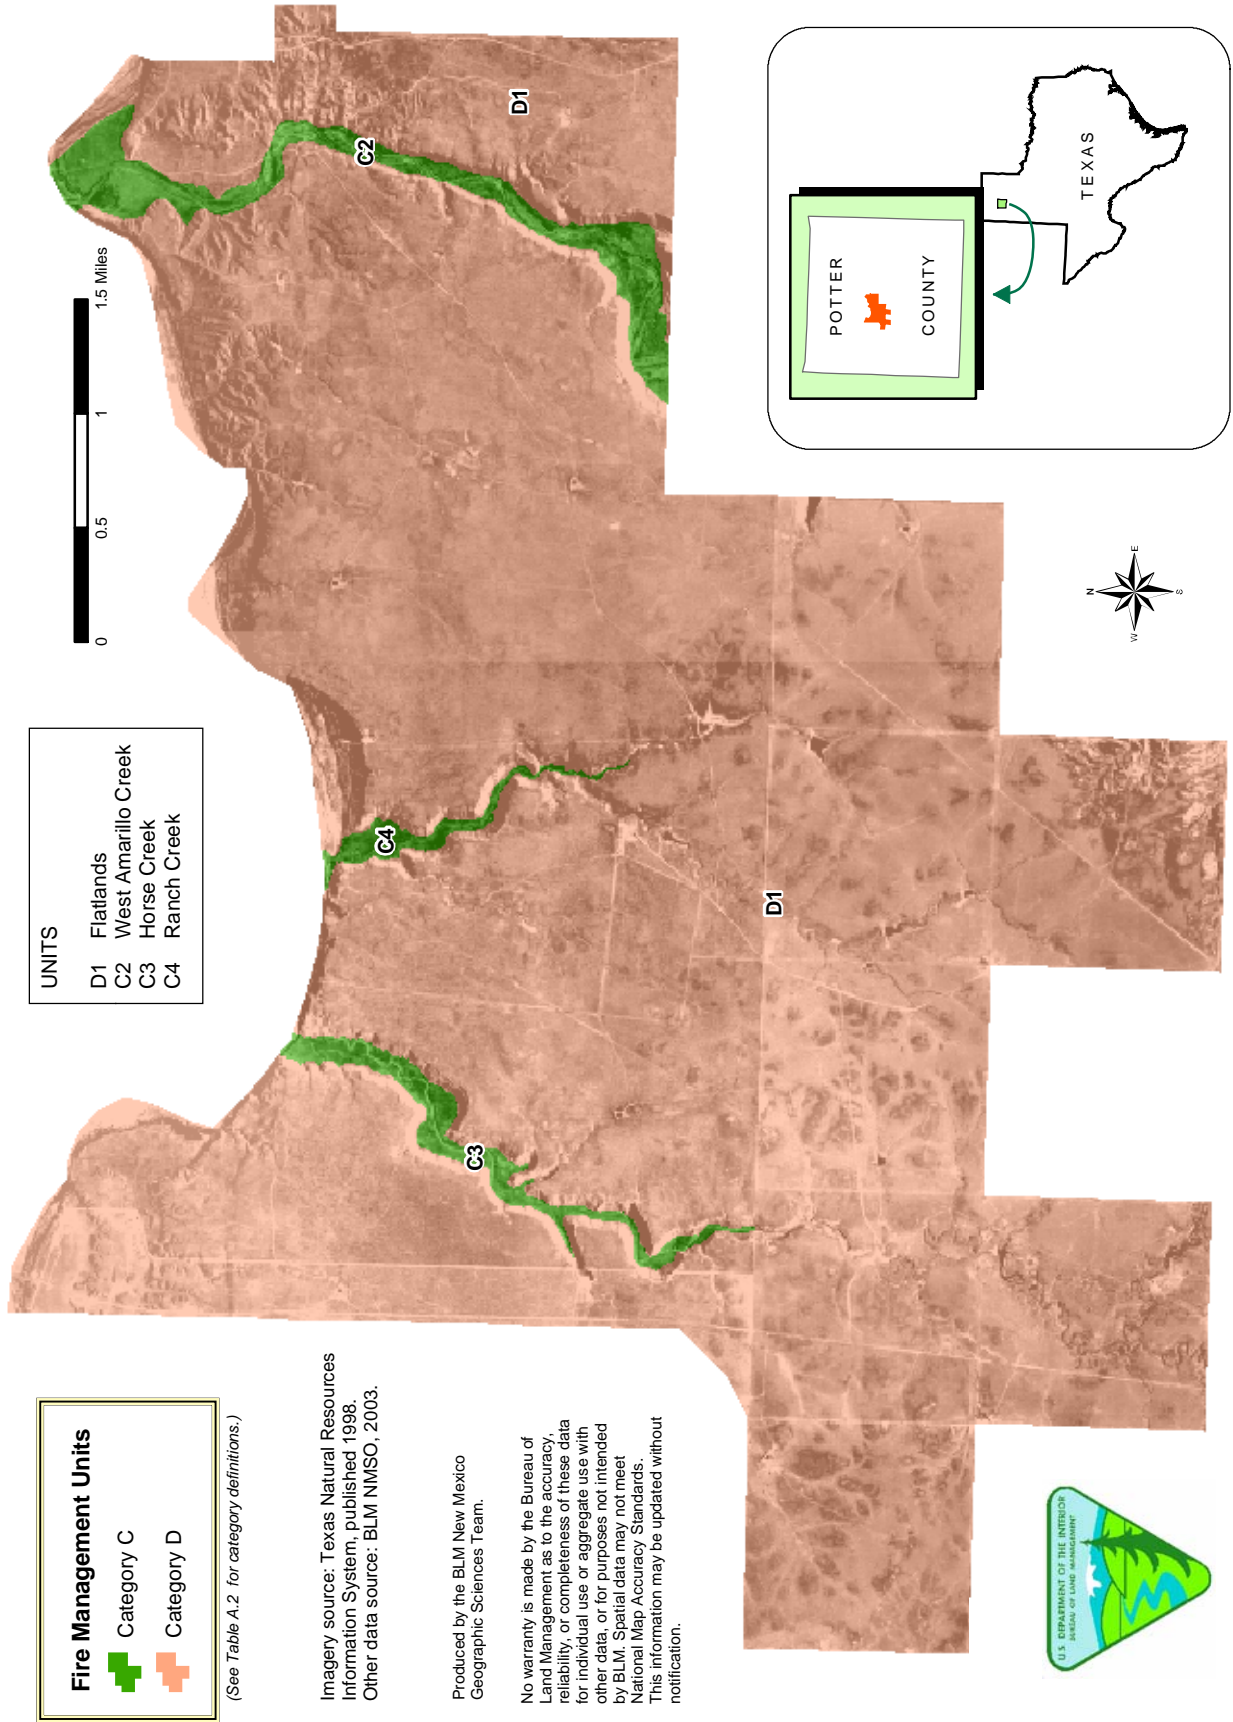 Fire Management Units
Category C
Category D
(See Table A.2 for category definitions.)
UNITS
D1 Flatlands
C2 West Amarillo Creek
C3 Horse Creek
C4 Ranch Creek
0 0.5 1 1.5 Miles
Imagery source: Texas Natural Resources
Information System, published 1998.
Other data source: BLM NMSO, 2003.
Produced by the BLM New Mexico
Geographic Sciences Team.
No warranty is made by the Bureau of
Land Management as to the accuracy,
reliability, or completeness of these data
for individual use or aggregate use with
other data, or for purposes not intended
by BLM. Spatial data may not meet
National Map Accuracy Standards.
This information may be updated without
notification.
C3
C4
C2
D1
D1
N
W
E
S
POTTER
COUNTY
TEXAS
U.S. DEPARTMENT OF THE INTERIOR
BUREAU OF LAND MANAGEMENT